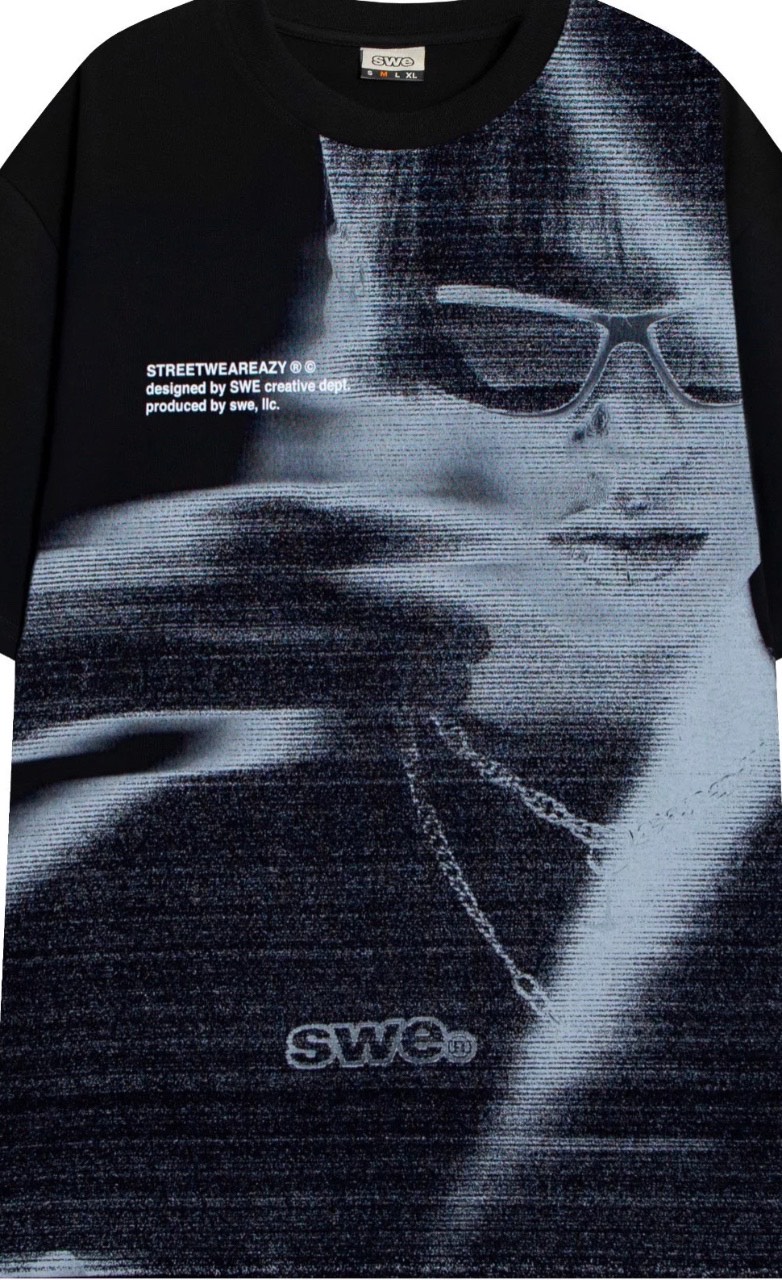 swe
S M L XL
STREETWEAREAZY ® ©
designed by SWE creative dept.
produced by swe, llc.
swe